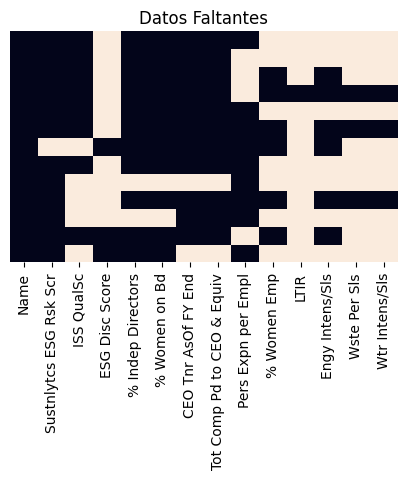 Datos Faltantes
Name
Sustnlytcs ESG Rsk Scr
ISS QualSc
ESG Disc Score
% Indep Directors
% Women on Bd
CEO Tnr AsOf FY End
Tot Comp Pd to CEO & Equiv
Pers Expn per Empl
% Women Emp
LTIR
Engy Intens/Sls
Wste Per Sls
Wtr Intens/Sls